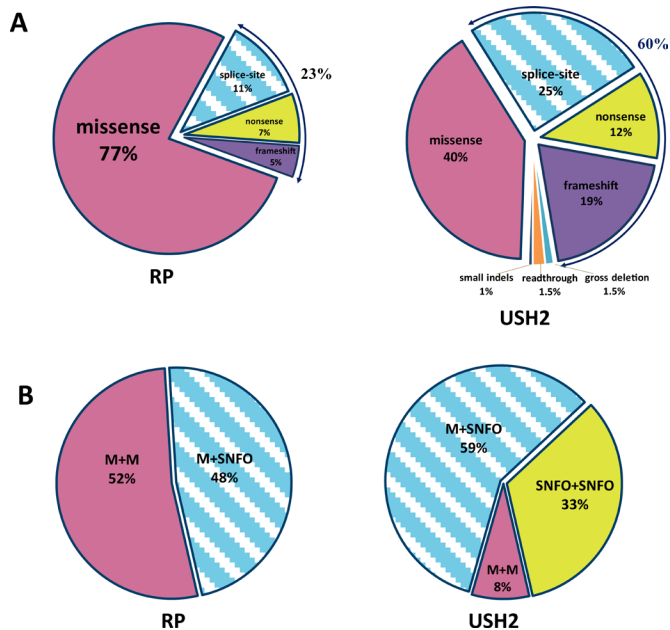 A
splice-site
11%
23%
nonsense
7%
frameshift
5%
missense
77%
RP
60%
splice-site
25%
nonsense
12%
missense
40%
frameshift
19%
small indels
1%
readthrough
1.5%
gross deletion
1.5%
USH2
B
M+M
52%
M+SNFO
48%
RP
M+SNFO
59%
SNFO+SNFO
33%
M+M
8%
USH2